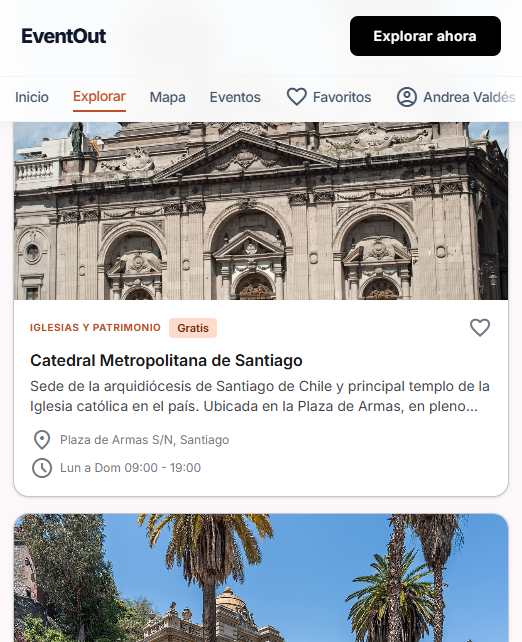 EventOut
Explorar ahora
Inicio
Explorar
Mapa
Eventos
Favoritos
Andrea Valdés
IGLESIAS Y PATRIMONIO
Gratis
Catedral Metropolitana de Santiago
Sede de la arquidiócesis de Santiago de Chile y principal templo de la
Iglesia católica en el país. Ubicada en la Plaza de Armas, en pleno...
Plaza de Armas S/N, Santiago
Lun a Dom 09:00 - 19:00